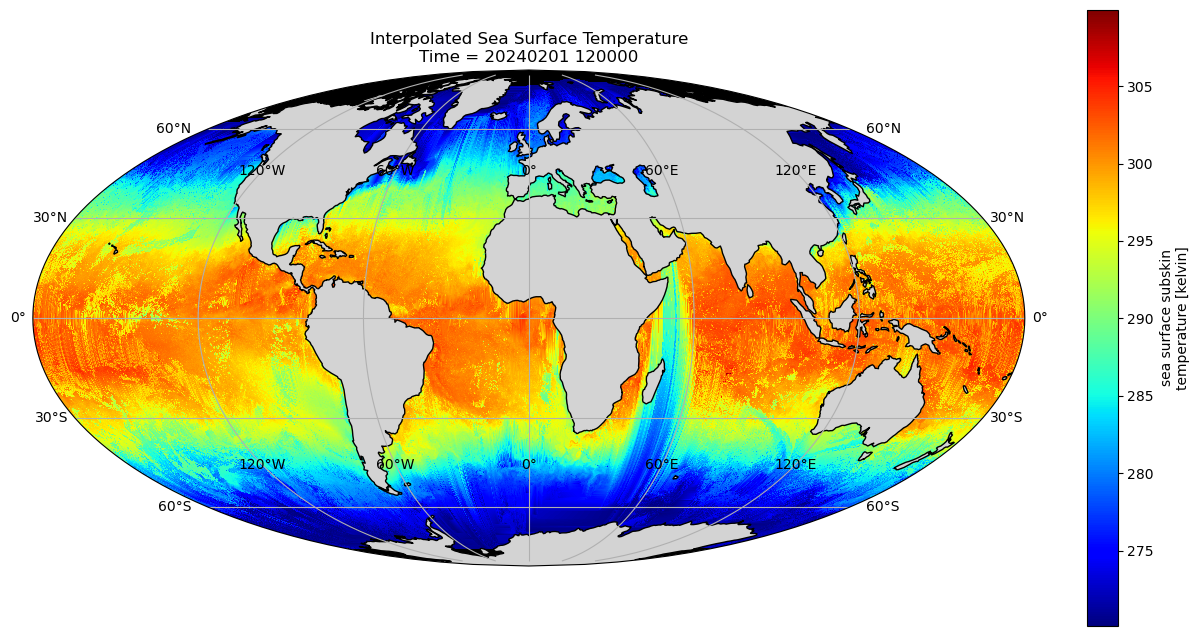 Interpolated Sea Surface Temperature
Time = 20240201 120000
60°N 60°N
120°W 60°W 0° 60°E 120°E
30°N 30°N
0° 0°
30°S 30°S
120°W 60°W 0° 60°E 120°E
60°S 60°S
305
300
295
290
285
280
275
sea surface subskin
temperature [kelvin]